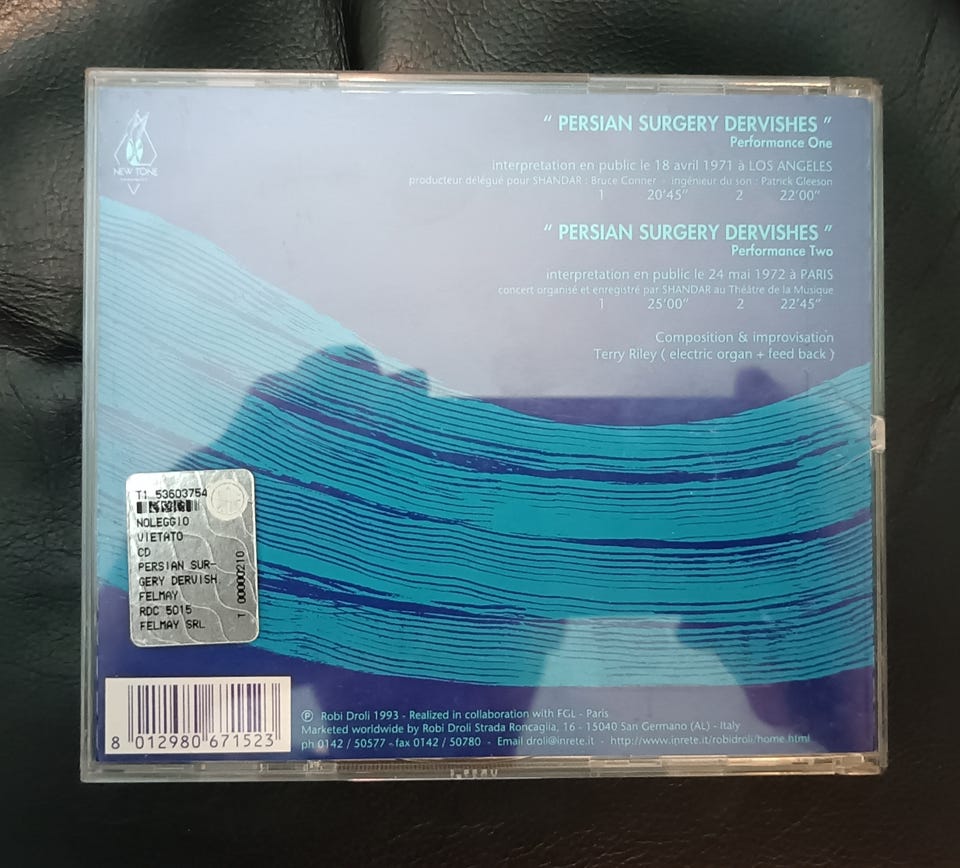 NEW TONE
" PERSIAN SURGERY DERVISHES "
Performance One
interpretation en public le 18 avril 1971 à LOS ANGELES
producteur délégué pour SHANDAR : Bruce Conner - ingénieur du son : Patrick Gleeson
1 20'45" 2 22'00"
" PERSIAN SURGERY DERVISHES "
Performance Two
interpretation en public le 24 mai 1972 à PARIS
concert organisé et enregistré par SHANDAR au Théatre de la Musique
1 25'00" 2 22'45"
Composition & improvisation
Terry Riley ( electric organ + feed back )
T1 53603754
NOLEGGIO
VIETATO
CD
PERSIAN SUR-
GERY DERVISH
FELMAY
RDC 5015
FELMAY SRL
T 00000210
8 012980 671523
℗ Robi Droli 1993 - Realized in collaboration with FGL - Paris
Marketed worldwide by Robi Droli Strada Roncaglia, 16 - 15040 San Germano (AL) - Italy
ph 0142 / 50577 - fax 0142 / 50780 - Email droli@inrete.it - http://www.inrete.it/robidroli/home.html